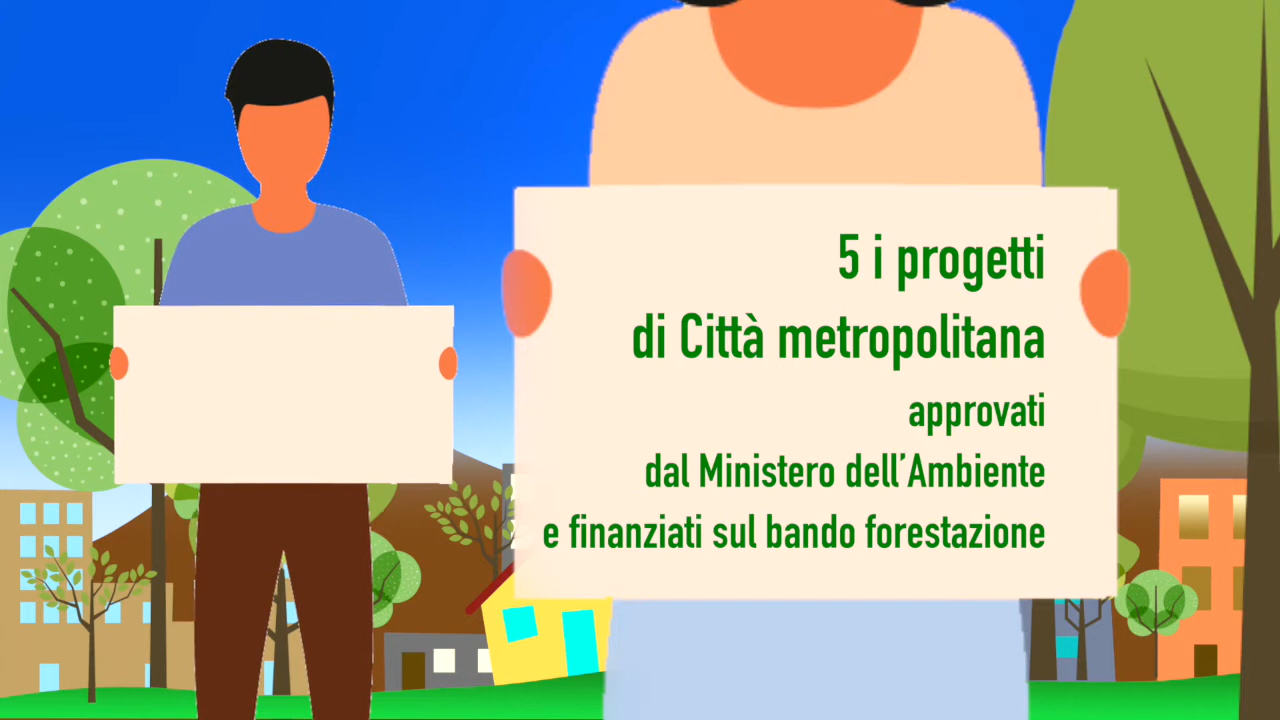 5 i progetti
di Città metropolitana
approvati
dal Ministero dell'Ambiente
e finanziati sul bando forestazione